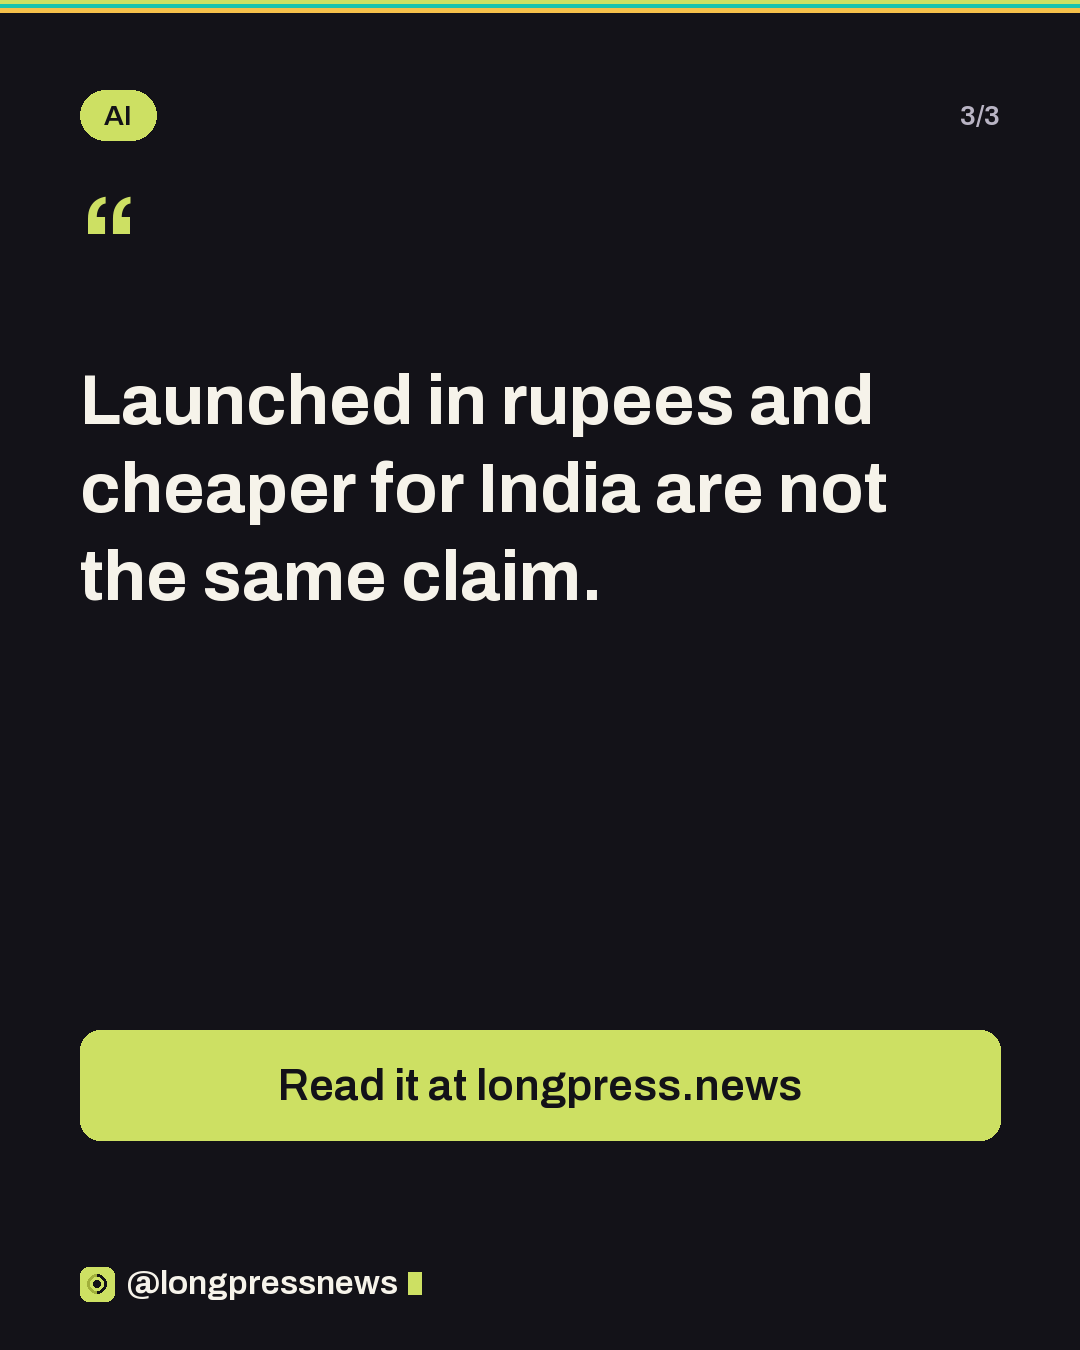 AI
3/3
“
Launched in rupees and
cheaper for India are not
the same claim.
Read it at longpress.news
@longpressnews